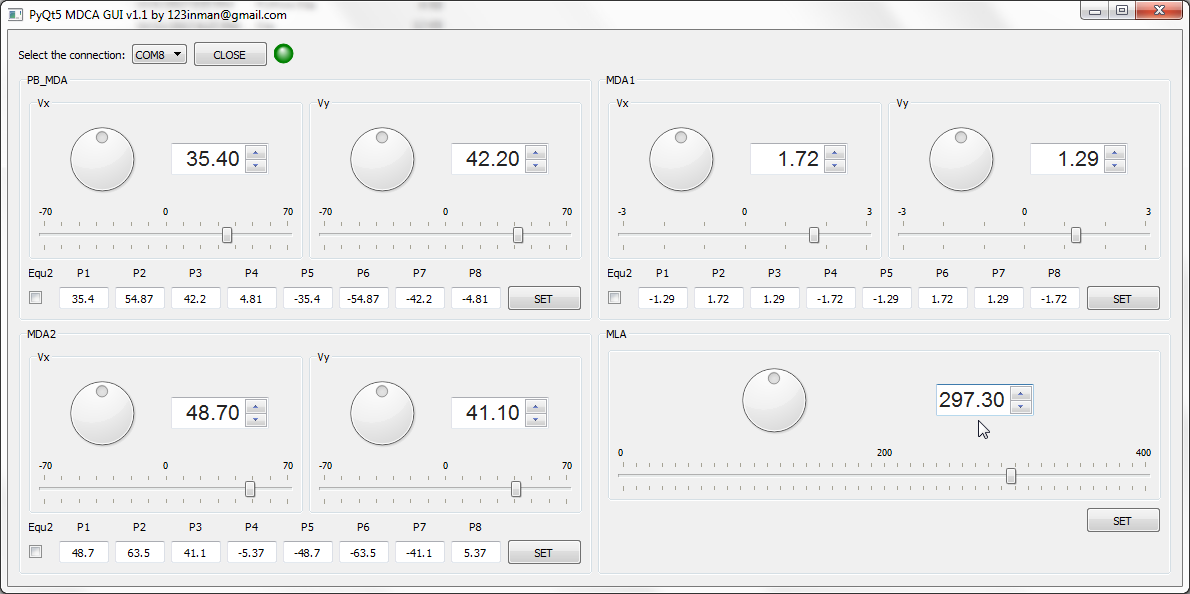 PyQt5 MDCA GUI v1.1 by 123inman@gmail.com
Select the connection: COM8 CLOSE
PB_MDA
Vx
35.40
-70 0 70
Vy
42.20
-70 0 70
Equ2 P1 P2 P3 P4 P5 P6 P7 P8
35.4 54.87 42.2 4.81 -35.4 -54.87 -42.2 -4.81 SET
MDA1
Vx
1.72
-3 0 3
Vy
1.29
-3 0 3
Equ2 P1 P2 P3 P4 P5 P6 P7 P8
-1.29 1.72 1.29 -1.72 -1.29 1.72 1.29 -1.72 SET
MDA2
Vx
48.70
-70 0 70
Vy
41.10
-70 0 70
Equ2 P1 P2 P3 P4 P5 P6 P7 P8
48.7 63.5 41.1 -5.37 -48.7 -63.5 -41.1 5.37 SET
MLA
297.30
0 200 400
SET